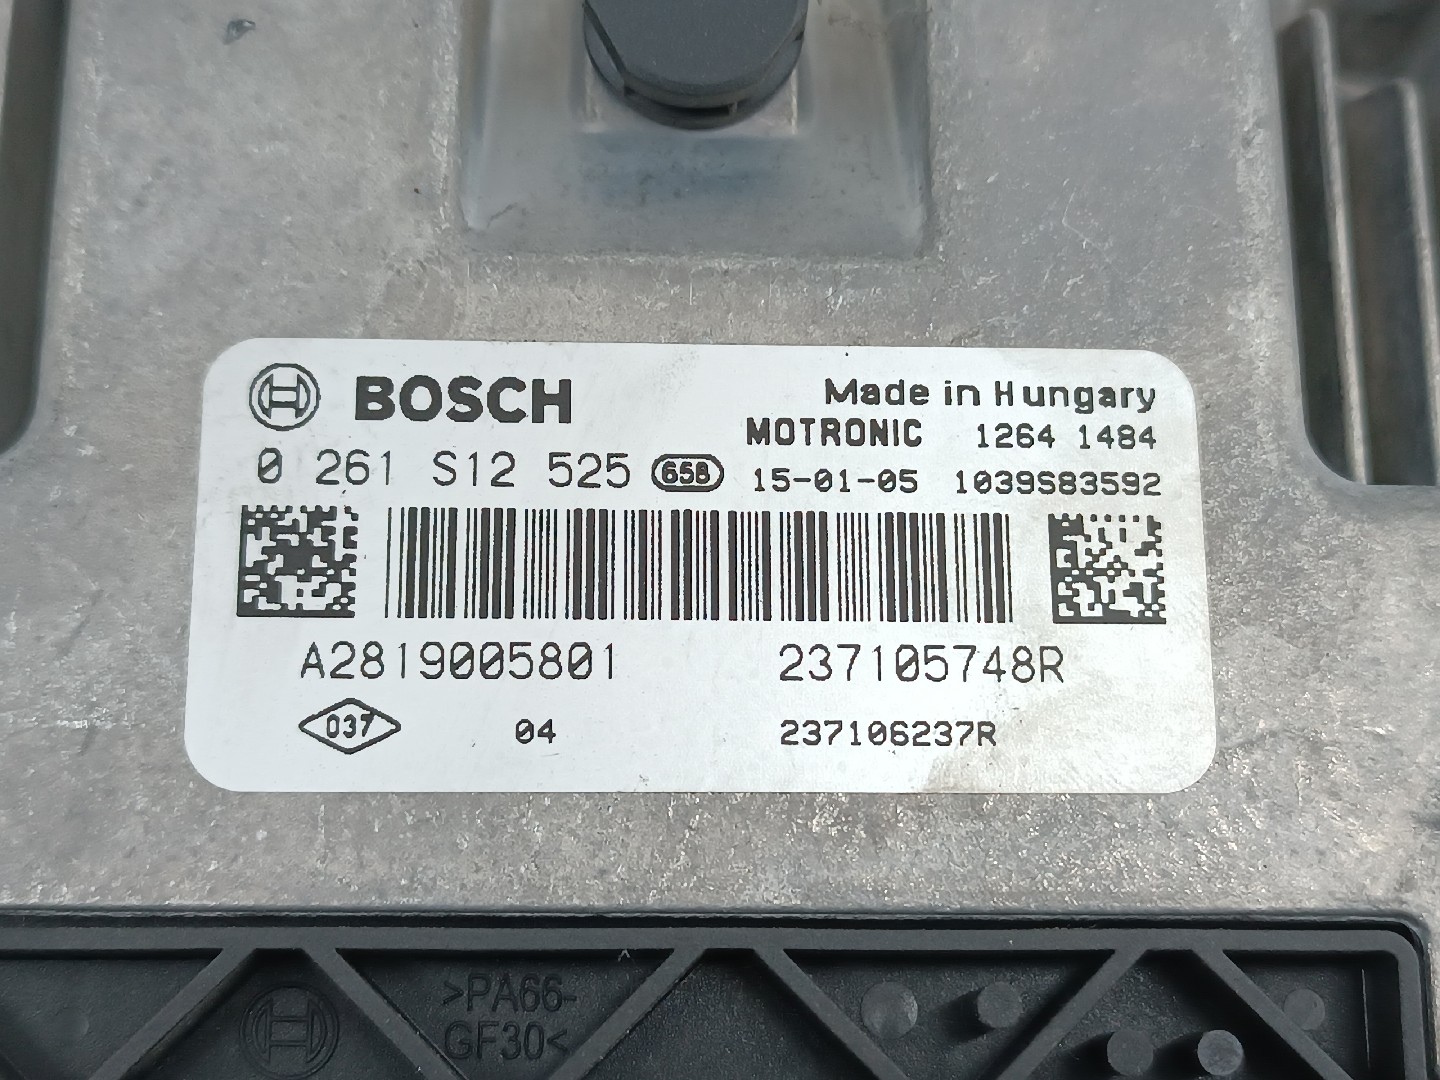 BOSCH Made in Hungary
MOTRONIC 1264 1484
0 261 S12 525 658 15-01-05 1039S83592
A2819005801 237105748R
037 04 237106237R
>PA66-
GF30<